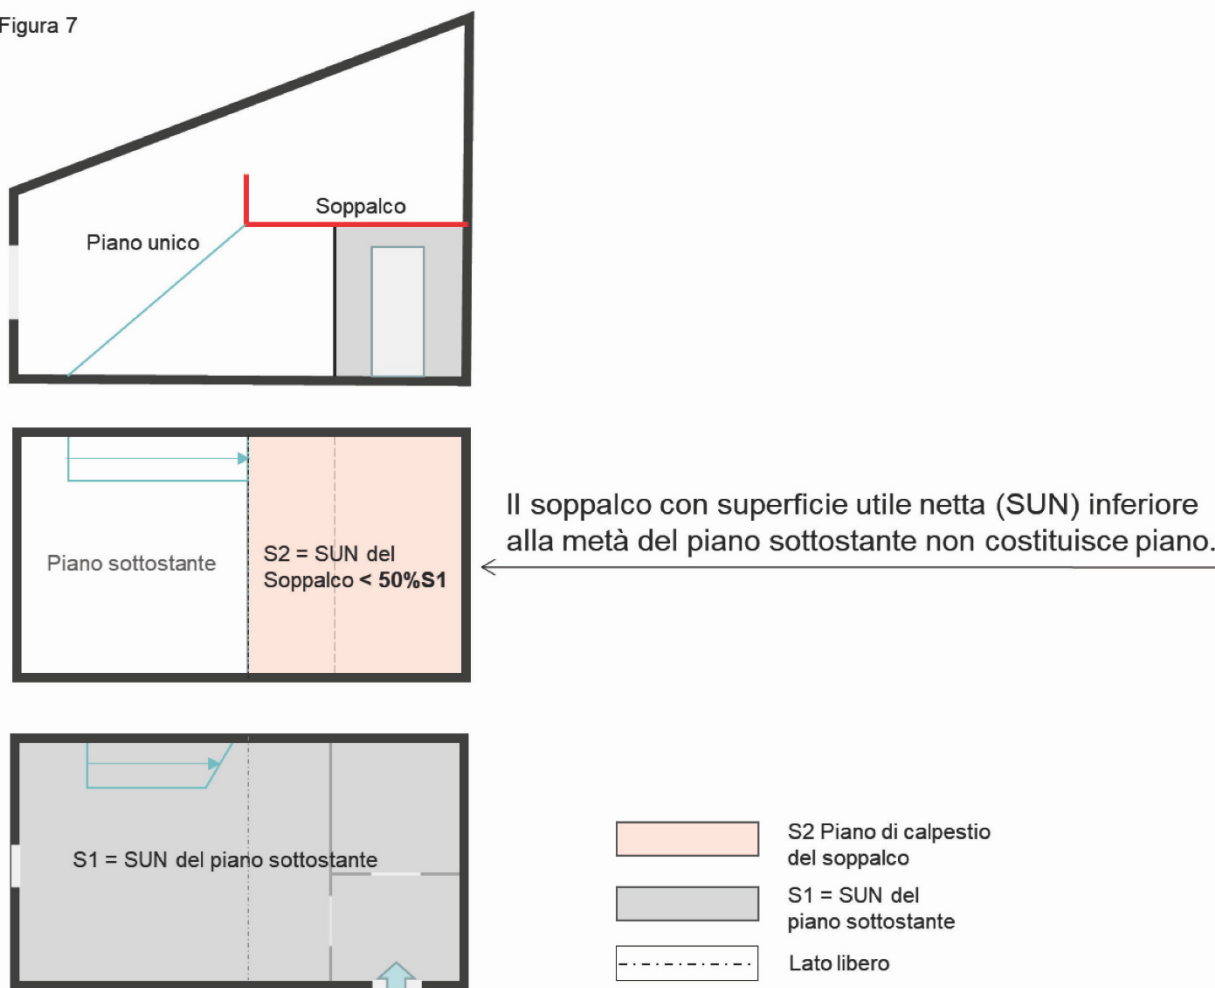 Figura 7
Soppalco
Piano unico
Il soppalco con superficie utile netta (SUN) inferiore
alla metà del piano sottostante non costituisce piano.
Piano sottostante
S2 = SUN del
Soppalco < 50%S1
S1 = SUN del piano sottostante
S2 Piano di calpestio
del soppalco
S1 = SUN del
piano sottostante
Lato libero